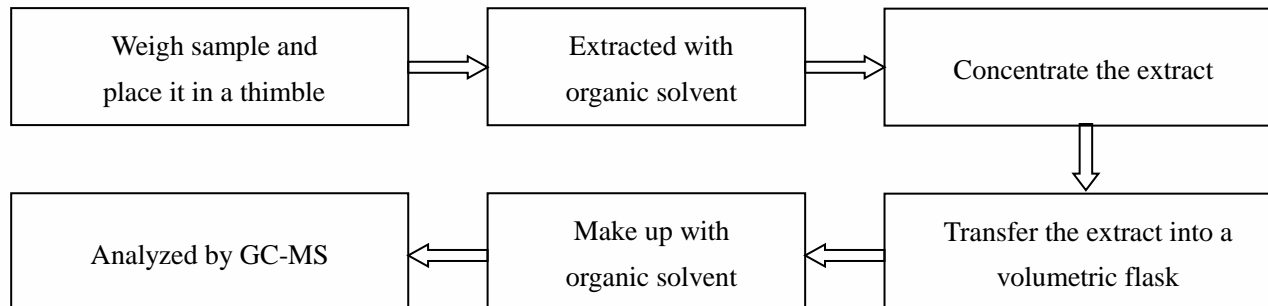 Weigh sample and
place it in a thimble
Extracted with
organic solvent
Concentrate the extract
Transfer the extract into a
volumetric flask
Make up with
organic solvent
Analyzed by GC-MS